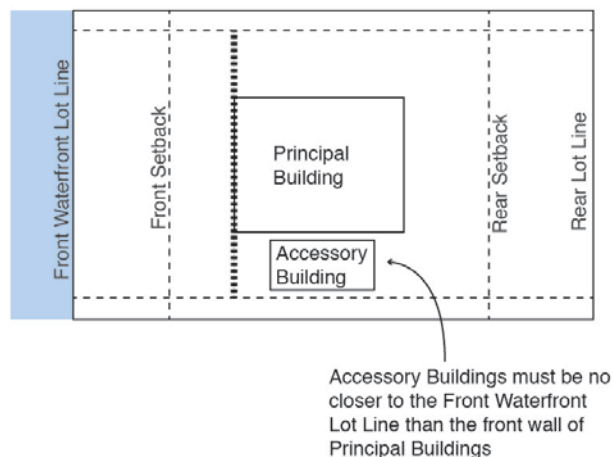 Front Waterfront Lot Line
Front Setback
Principal
Building
Accessory
Building
Rear Setback
Rear Lot Line
Accessory Buildings must be no
closer to the Front Waterfront
Lot Line than the front wall of
Principal Buildings